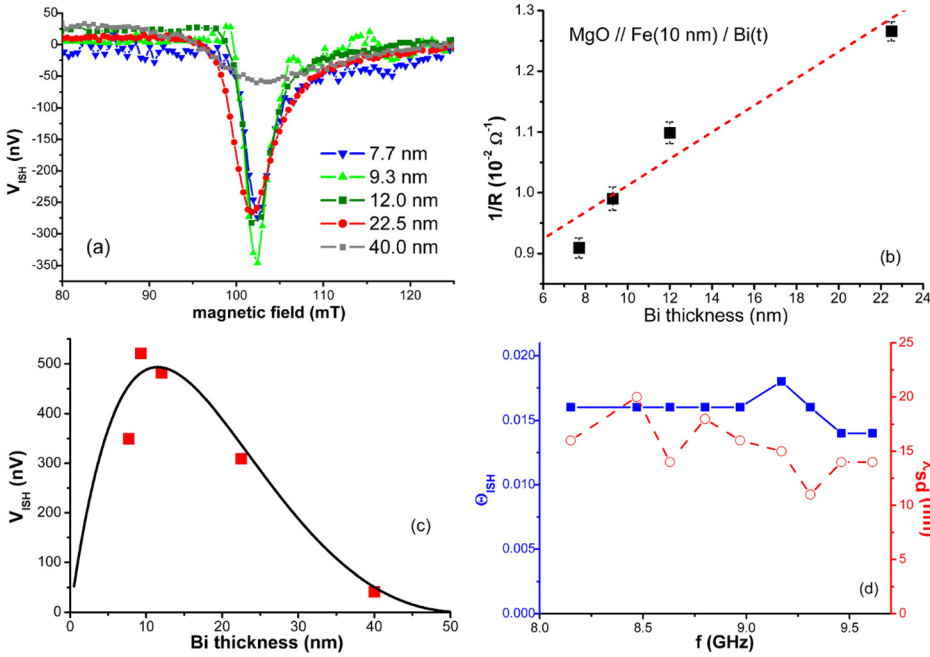 50
0
-50
-100
-150
-200
-250
-300
-350
V_ISH (nV)
7.7 nm
9.3 nm
12.0 nm
22.5 nm
40.0 nm
(a)
80 90 100 110 120
magnetic field (mT)
1.3
1.2
1.1
1.0
0.9
1/R (10⁻² Ω⁻¹)
MgO // Fe(10 nm) / Bi(t)
(b)
6 8 10 12 14 16 18 20 22 24
Bi thickness (nm)
500
400
300
200
100
0
V_ISH (nV)
(c)
0 10 20 30 40 50
Bi thickness (nm)
0.020
0.015
0.010
0.005
0.000
Θ_ISH
25
20
15
10
5
0
λ_sd (nm)
(d)
8.0 8.5 9.0 9.5
f (GHz)